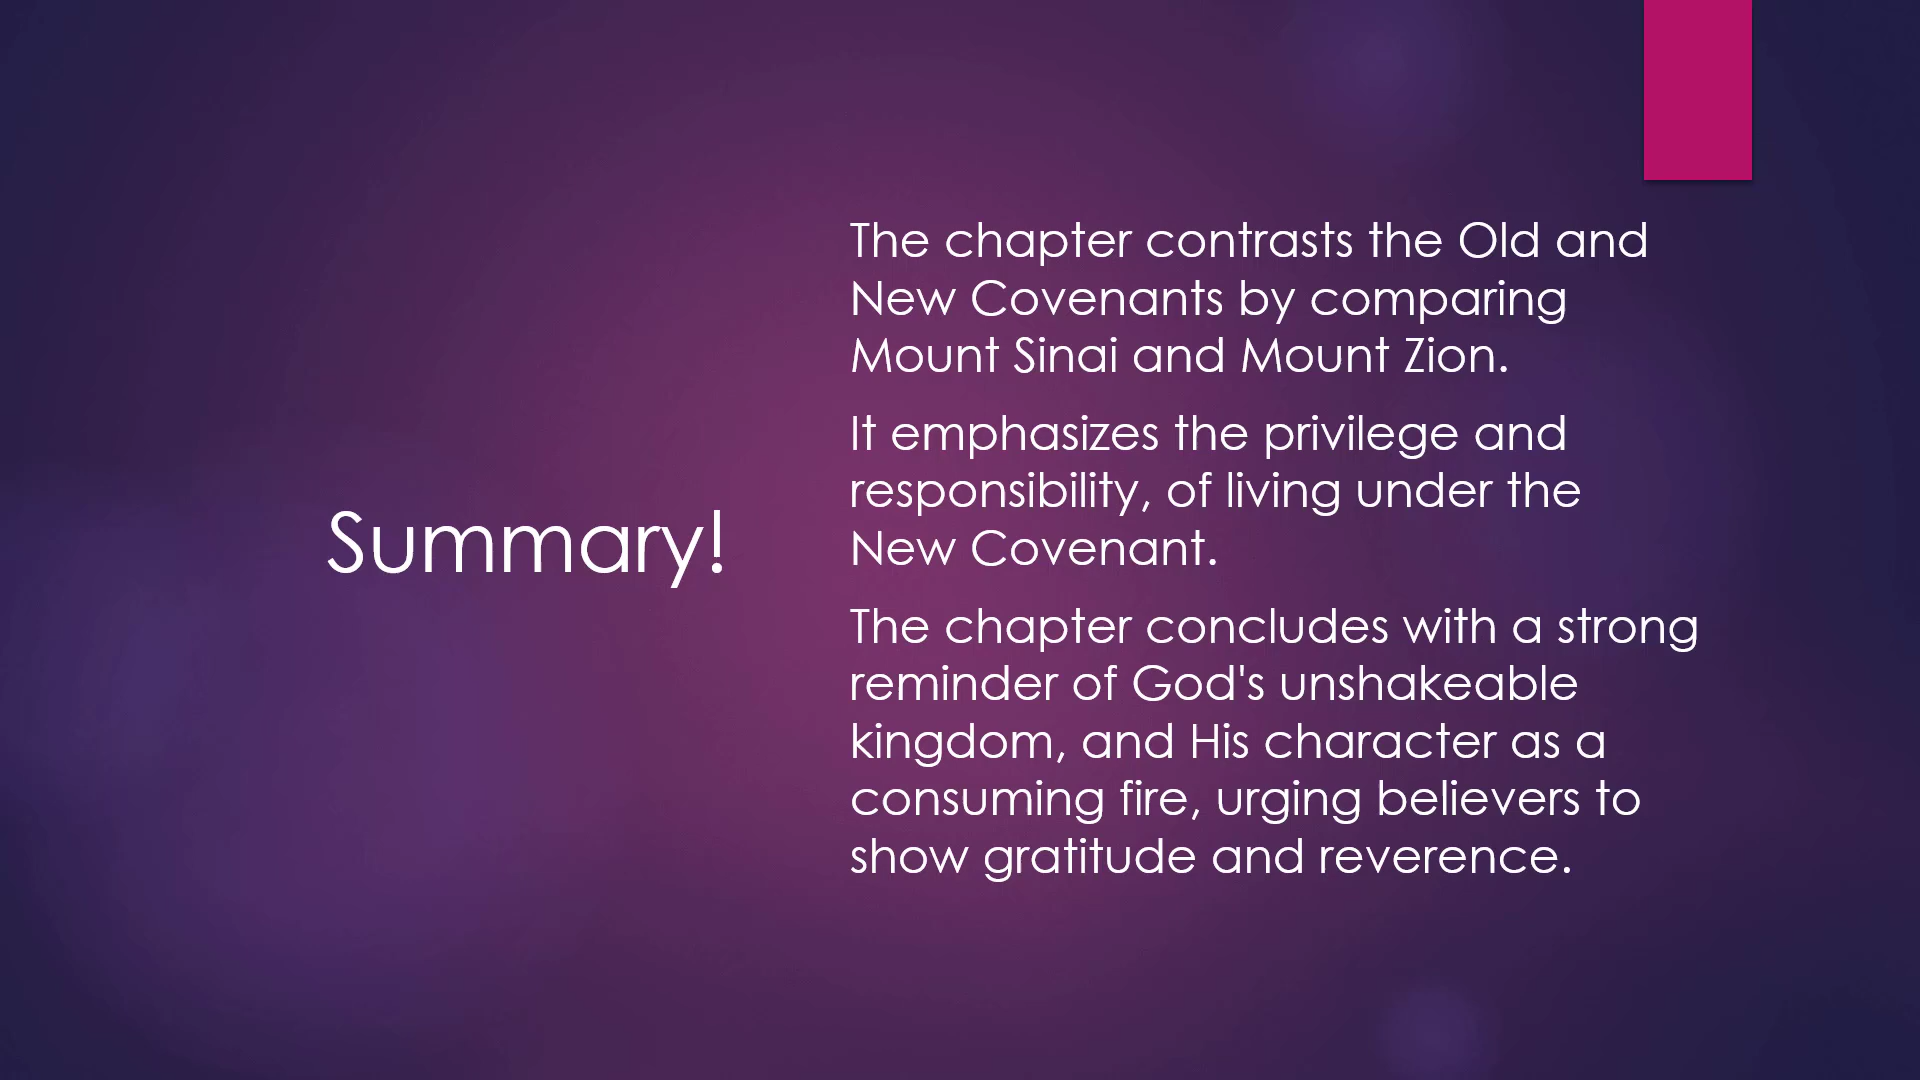 Summary!
The chapter contrasts the Old and
New Covenants by comparing
Mount Sinai and Mount Zion.
It emphasizes the privilege and
responsibility, of living under the
New Covenant.
The chapter concludes with a strong
reminder of God's unshakeable
kingdom, and His character as a
consuming fire, urging believers to
show gratitude and reverence.